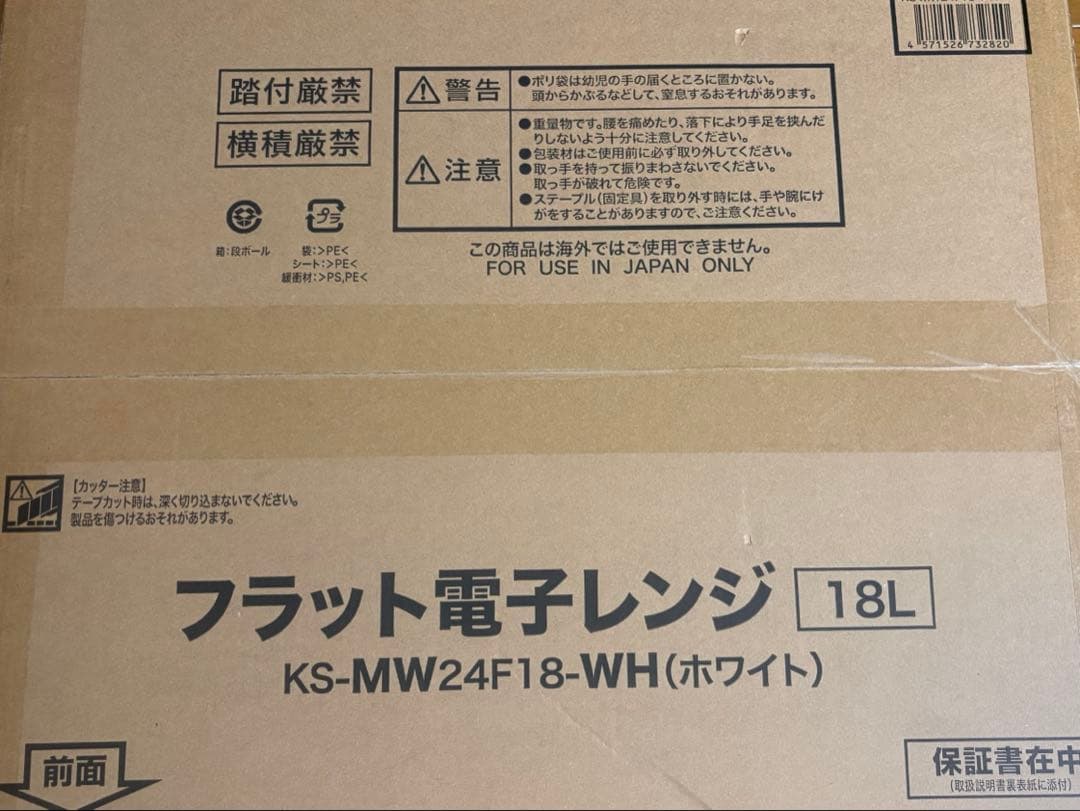 4 571526 732820
踏付厳禁
横積厳禁
警告
●ポリ袋は幼児の手の届くところに置かない。
頭からかぶるなどして、窒息するおそれがあります。
注意
●重量物です。腰を痛めたり、落下により手足を挟んだ
りしないよう十分に注意してください。
●包装材はご使用前に必ず取り外してください。
●取っ手を持って振りまわさないでください。
取っ手が破れて危険です。
●ステープル(固定具)を取り外す時には、手や腕にけ
がをすることがありますので、ご注意ください。
箱:段ボール
プラ
袋:>PE<
シート:>PE<
緩衝材:>PS,PE<
この商品は海外ではご使用できません。
FOR USE IN JAPAN ONLY
【カッター注意】
テープカット時は、深く切り込まないでください。
製品を傷つけるおそれがあります。
フラット電子レンジ 18L
KS-MW24F18-WH(ホワイト)
前面
保証書在中
(取扱説明書裏表紙に添付)